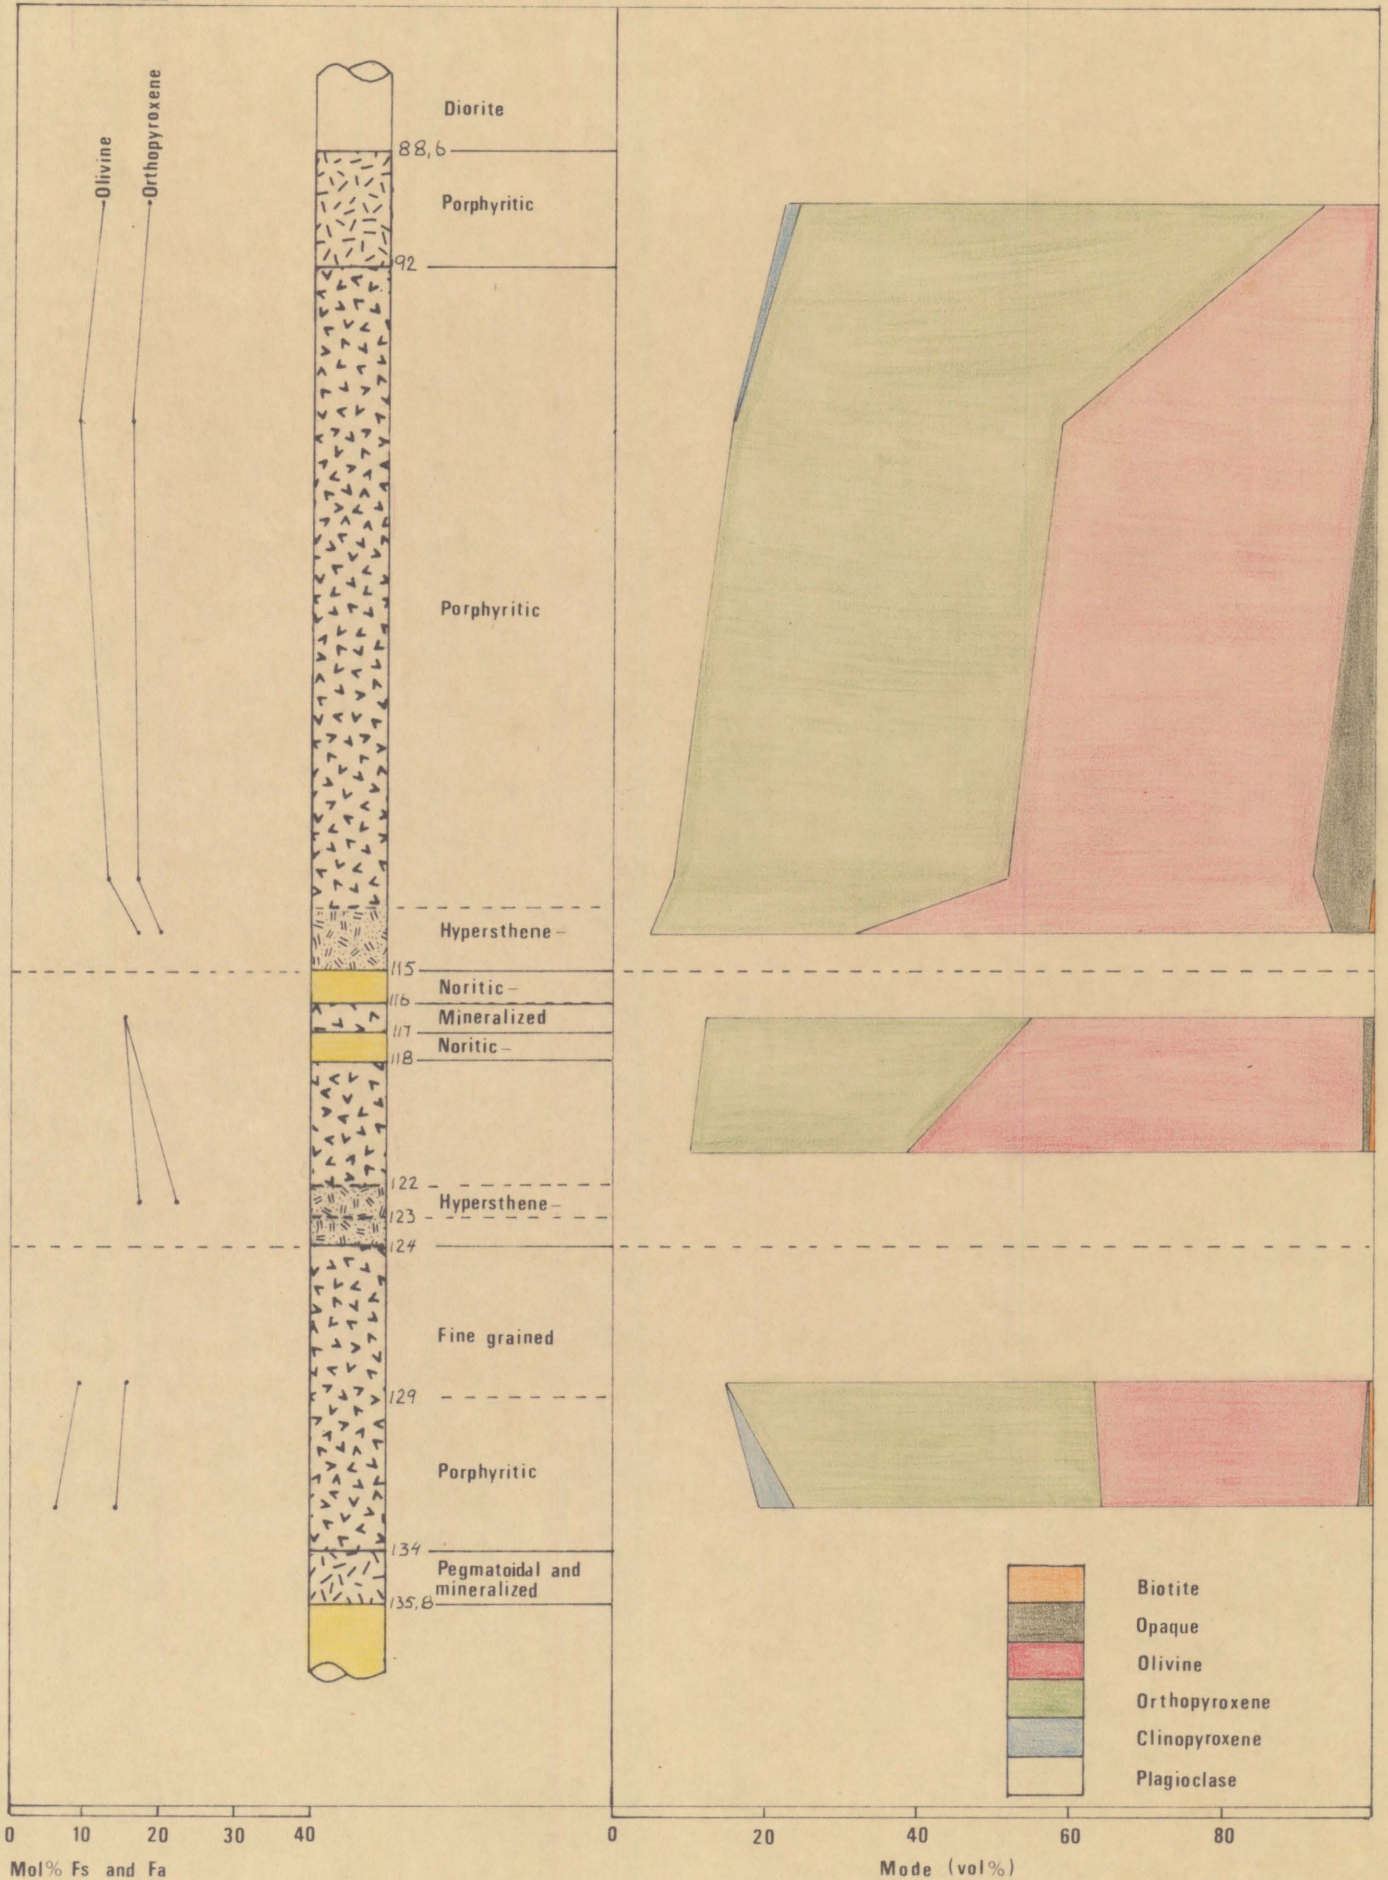 Olivine
Orthopyroxene
Diorite
88,6
Porphyritic
92
Porphyritic
Hypersthene–
115
Noritic–
116
Mineralized
117
Noritic–
118
122
Hypersthene–
123
124
Fine grained
129
Porphyritic
134
Pegmatoidal and
mineralized
135,8
Biotite
Opaque
Olivine
Orthopyroxene
Clinopyroxene
Plagioclase
0 10 20 30 40 0 20 40 60 80
Mol% Fs and Fa
Mode (vol%)